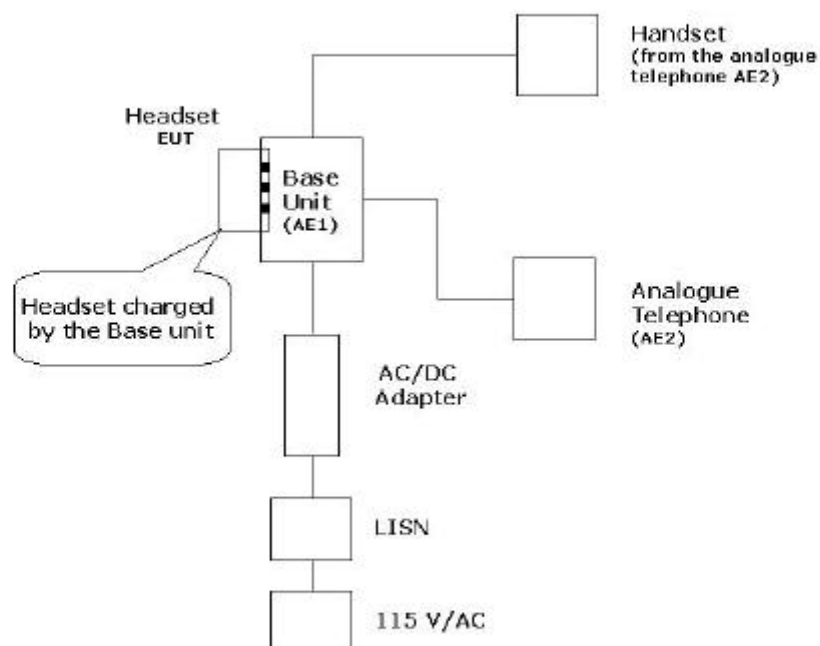 Handset
(from the analogue
telephone AE2)
Headset
EUT
Base
Unit
(AE1)
Headset charged
by the Base unit
Analogue
Telephone
(AE2)
AC/DC
Adapter
LISN
115 V/AC